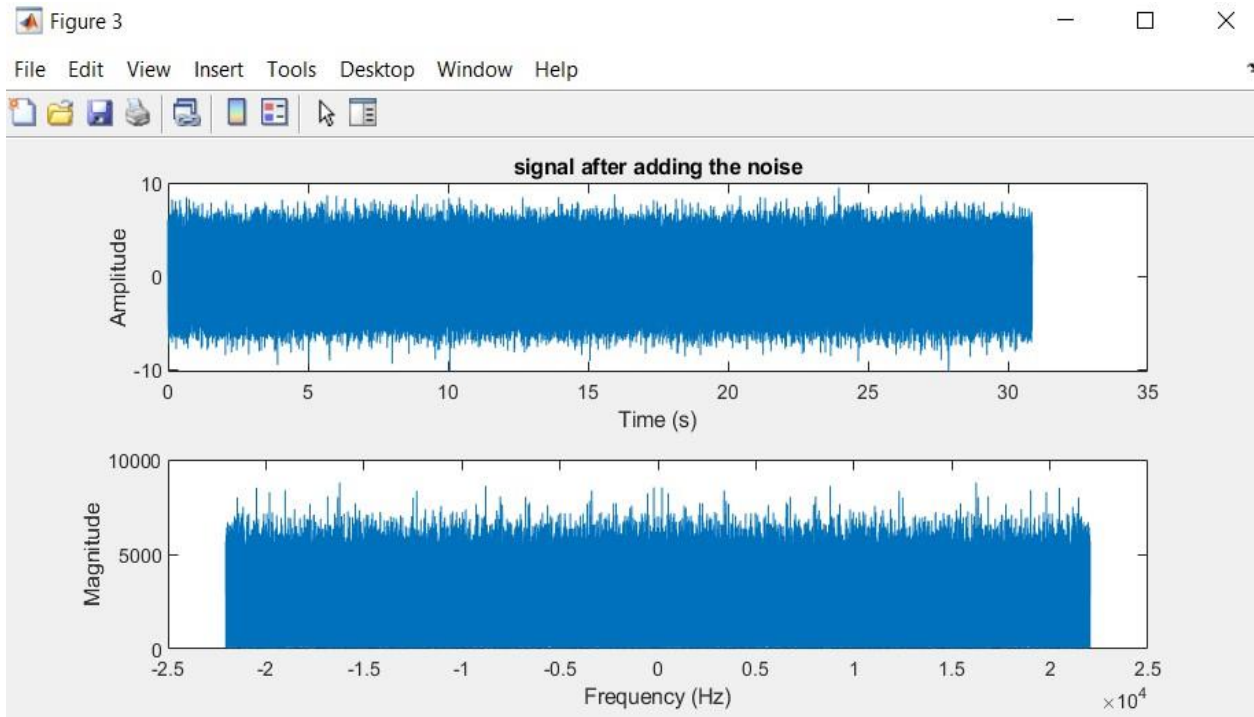 Figure 3
File Edit View Insert Tools Desktop Window Help
signal after adding the noise
10
0
-10
Amplitude
0 5 10 15 20 25 30 35
Time (s)
10000
5000
0
Magnitude
-2.5 -2 -1.5 -1 -0.5 0 0.5 1 1.5 2 2.5
Frequency (Hz)
×10⁴